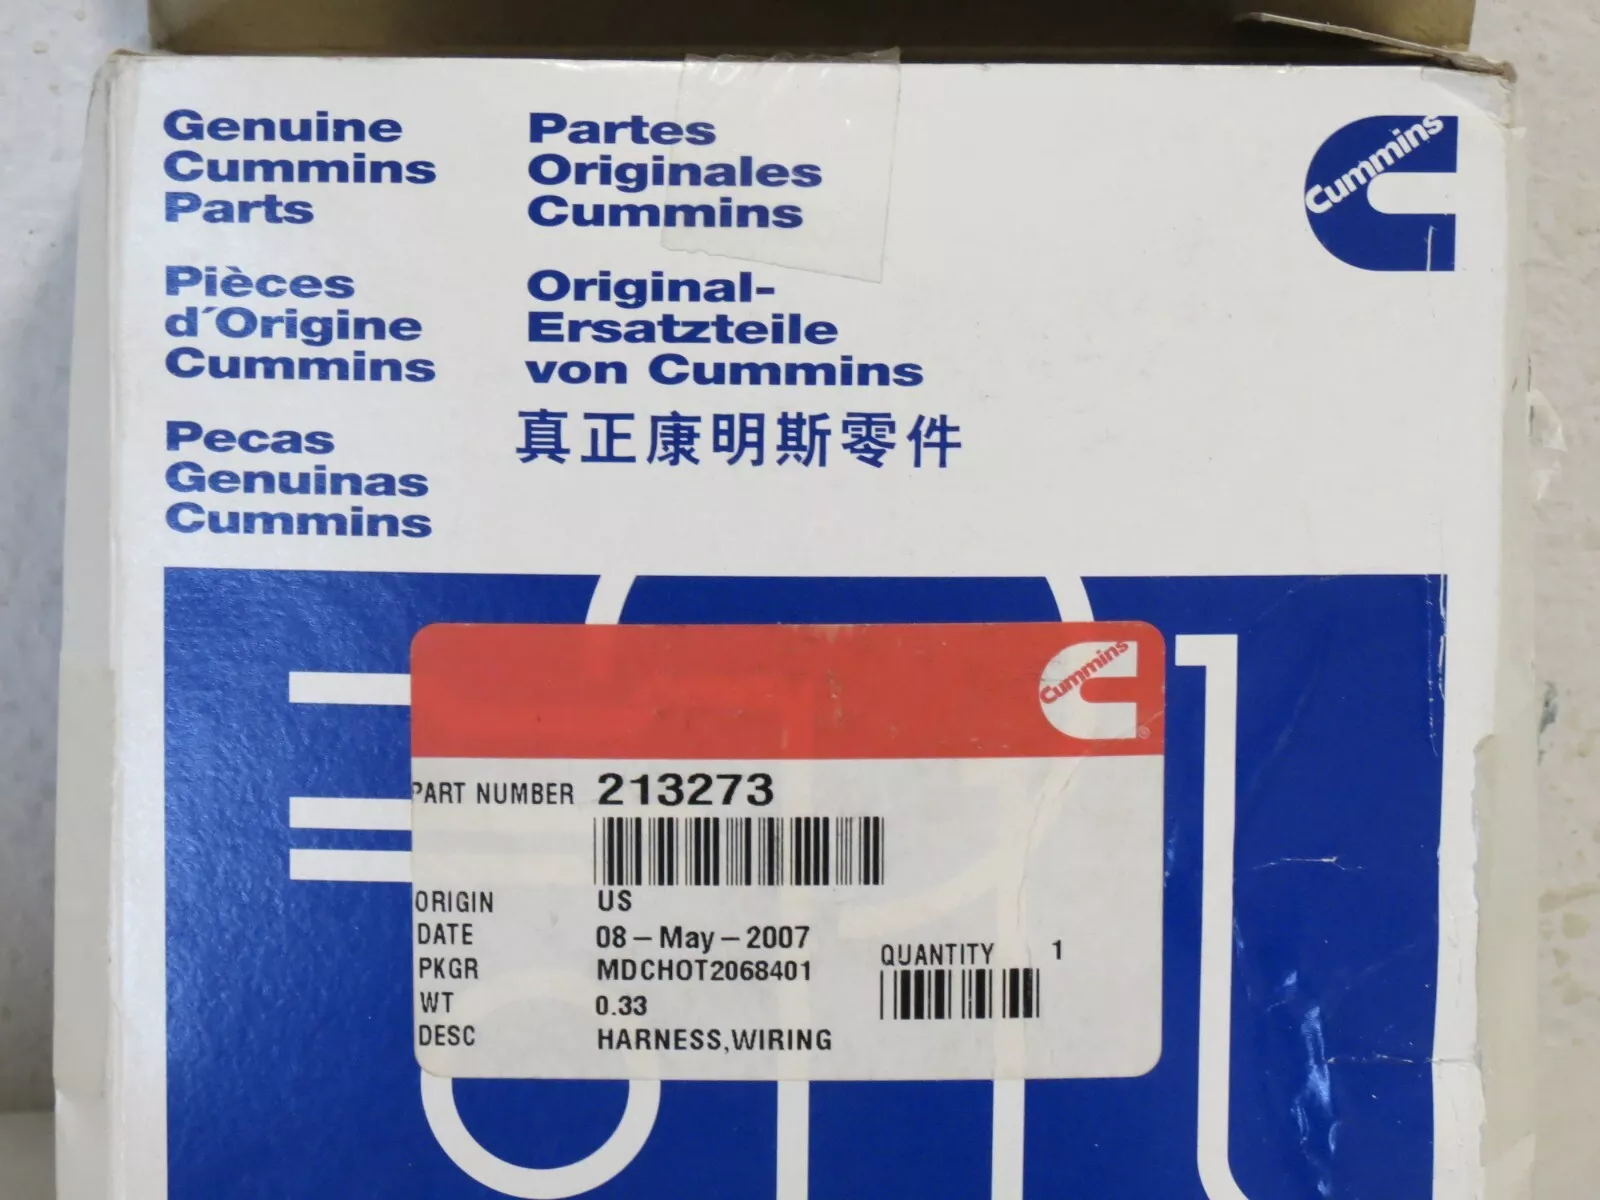 Genuine
Cummins
Parts
Partes
Originales
Cummins
Cummins
Pièces
d'Origine
Cummins
Original-
Ersatzteile
von Cummins
Pecas
Genuinas
Cummins
真正康明斯零件
Cummins
®
PART NUMBER 213273
ORIGIN US
DATE 08-May-2007
QUANTITY 1
PKGR MDCHOT2068401
WT 0.33
DESC HARNESS,WIRING